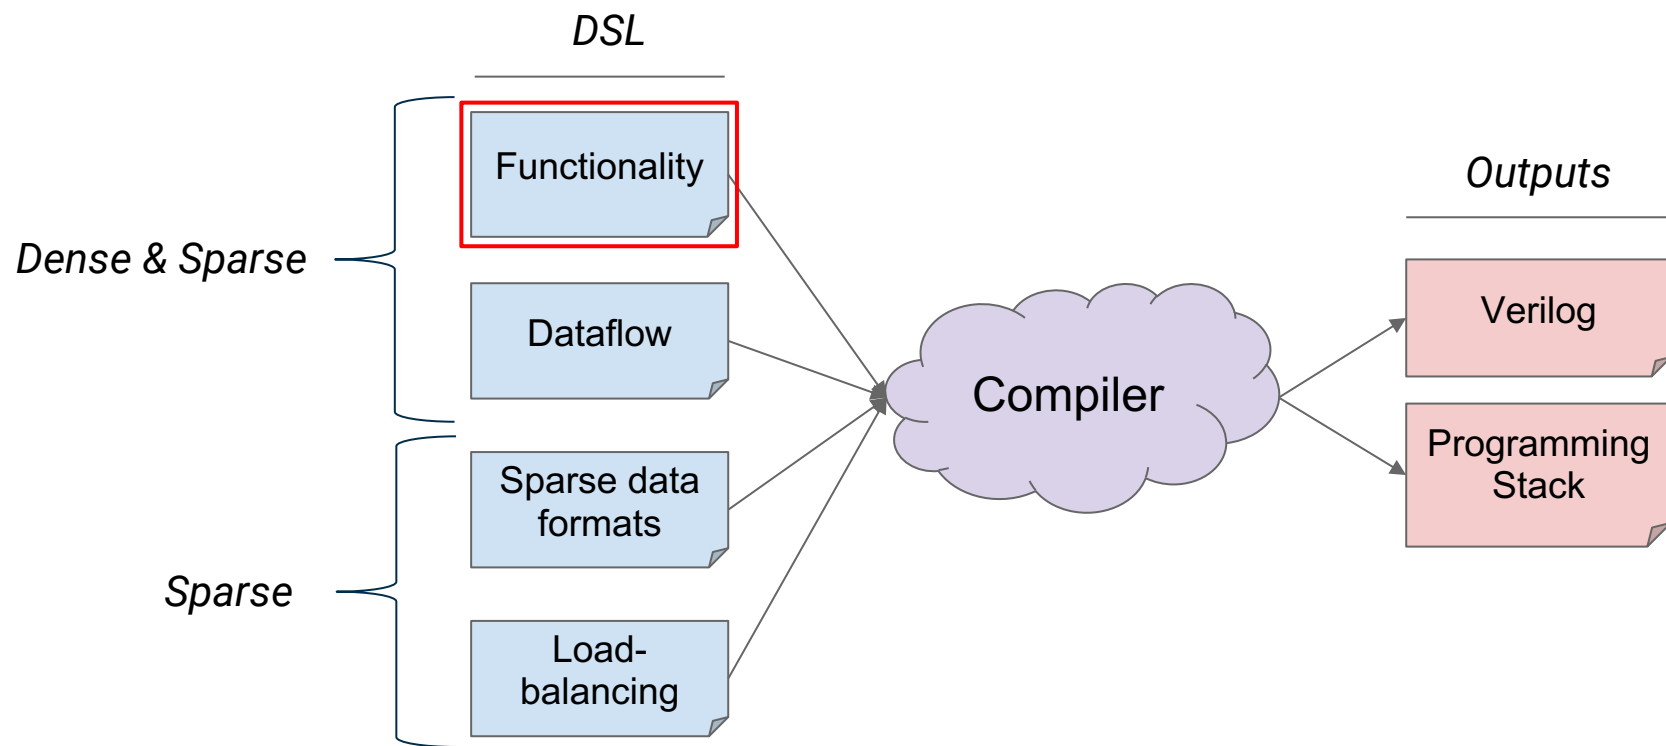 DSL
Functionality
Dense & Sparse
Dataflow
Sparse data
formats
Sparse
Load-
balancing
Compiler
Outputs
Verilog
Programming
Stack